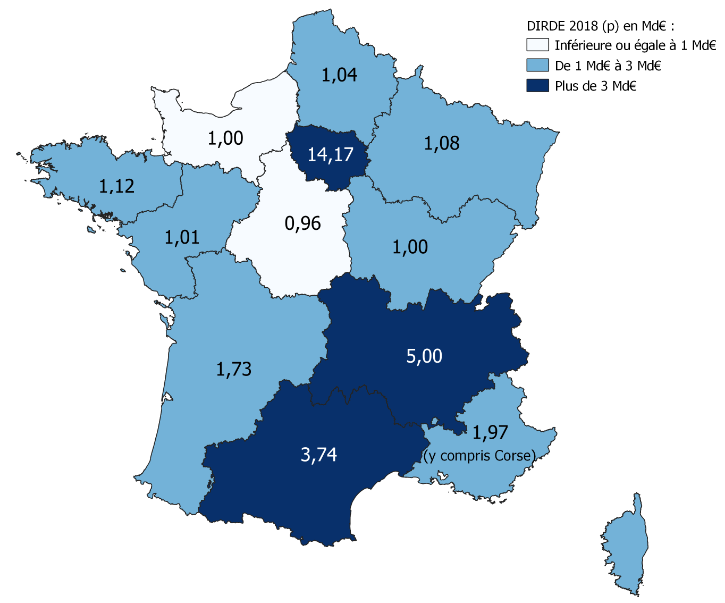 DIRDE 2018 (p) en Md€ :
Inférieure ou égale à 1 Md€
De 1 Md€ à 3 Md€
Plus de 3 Md€
1,04
1,00
14,17
1,08
1,12
1,01
0,96
1,00
1,73
5,00
3,74
1,97
(y compris Corse)